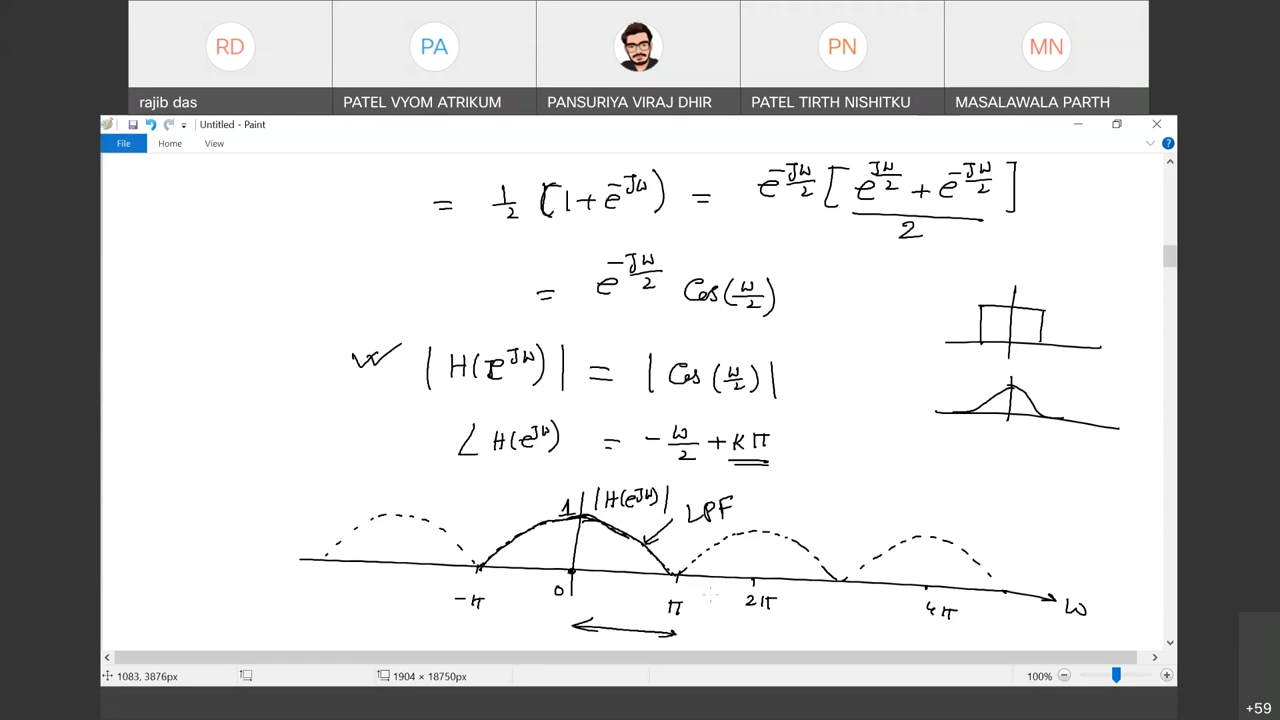 RD PA PN MN
rajib das PATEL VYOM ATRIKUM PANSURIYA VIRAJ DHIR PATEL TIRTH NISHITKU MASALAWALA PARTH
Untitled - Paint
File Home View
= 1/2 (1+e^-Jω) = e^-Jω/2 [e^Jω/2 + e^-Jω/2]/2
= e^-Jω/2 Cos(ω/2)
|H(e^Jω)| = |Cos(ω/2)|
∠H(e^Jω) = -ω/2 + Kπ
1 |H(e^Jω)| LPF
-π 0 π 2π 4π ω
1083, 3876px 1904 × 18750px 100%
+59